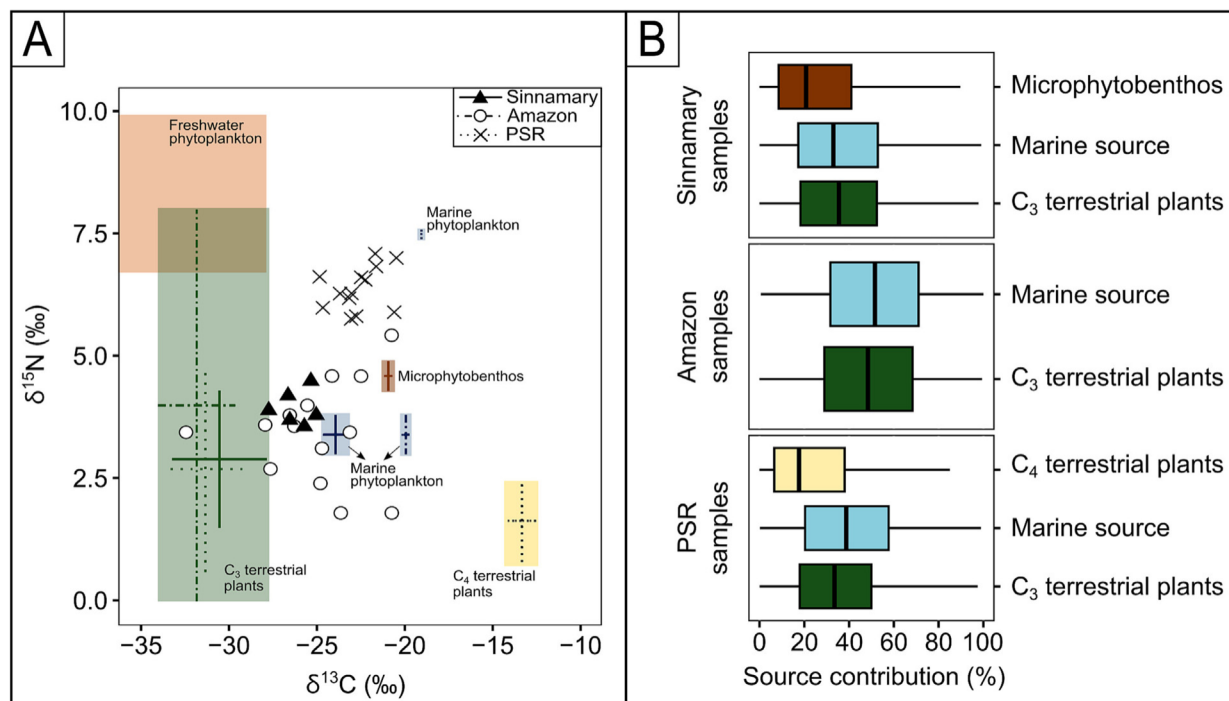 A
10.0
7.5
5.0
2.5
0.0
δ15N (‰)
−35
−30
−25
−20
−15
−10
δ13C (‰)
Sinnamary
Amazon
PSR
Freshwater
phytoplankton
Marine
phytoplankton
Microphytobenthos
Marine
phytoplankton
C3 terrestrial
plants
C4 terrestrial
plants
B
Sinnamary
samples
Microphytobenthos
Marine source
C3 terrestrial plants
Amazon
samples
Marine source
C3 terrestrial plants
PSR
samples
C4 terrestrial plants
Marine source
C3 terrestrial plants
0 20 40 60 80 100
Source contribution (%)